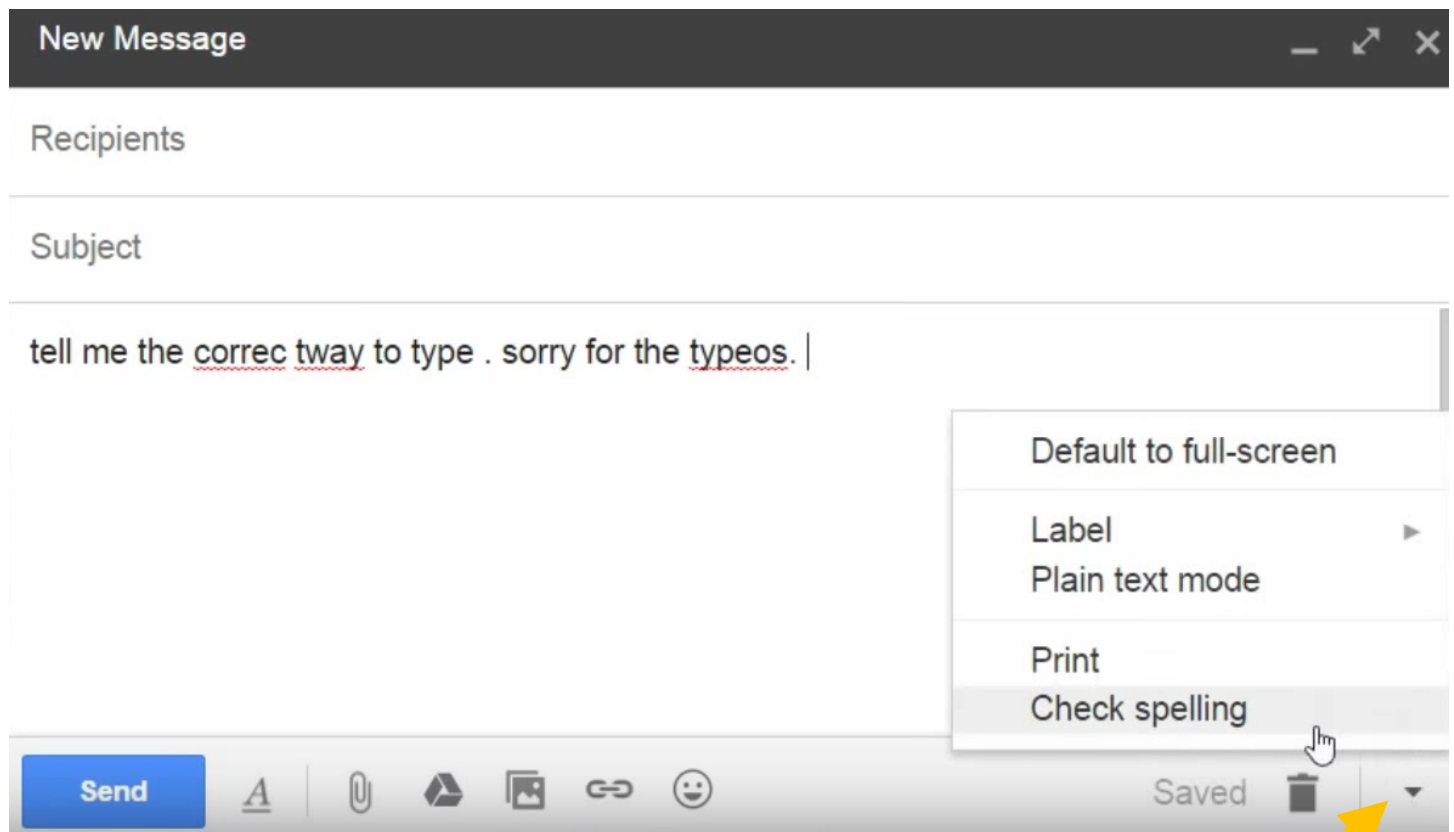 New Message
Recipients
Subject
tell me the correc tway to type . sorry for the typeos.
Default to full-screen
Label
Plain text mode
Print
Check spelling
Send A Saved